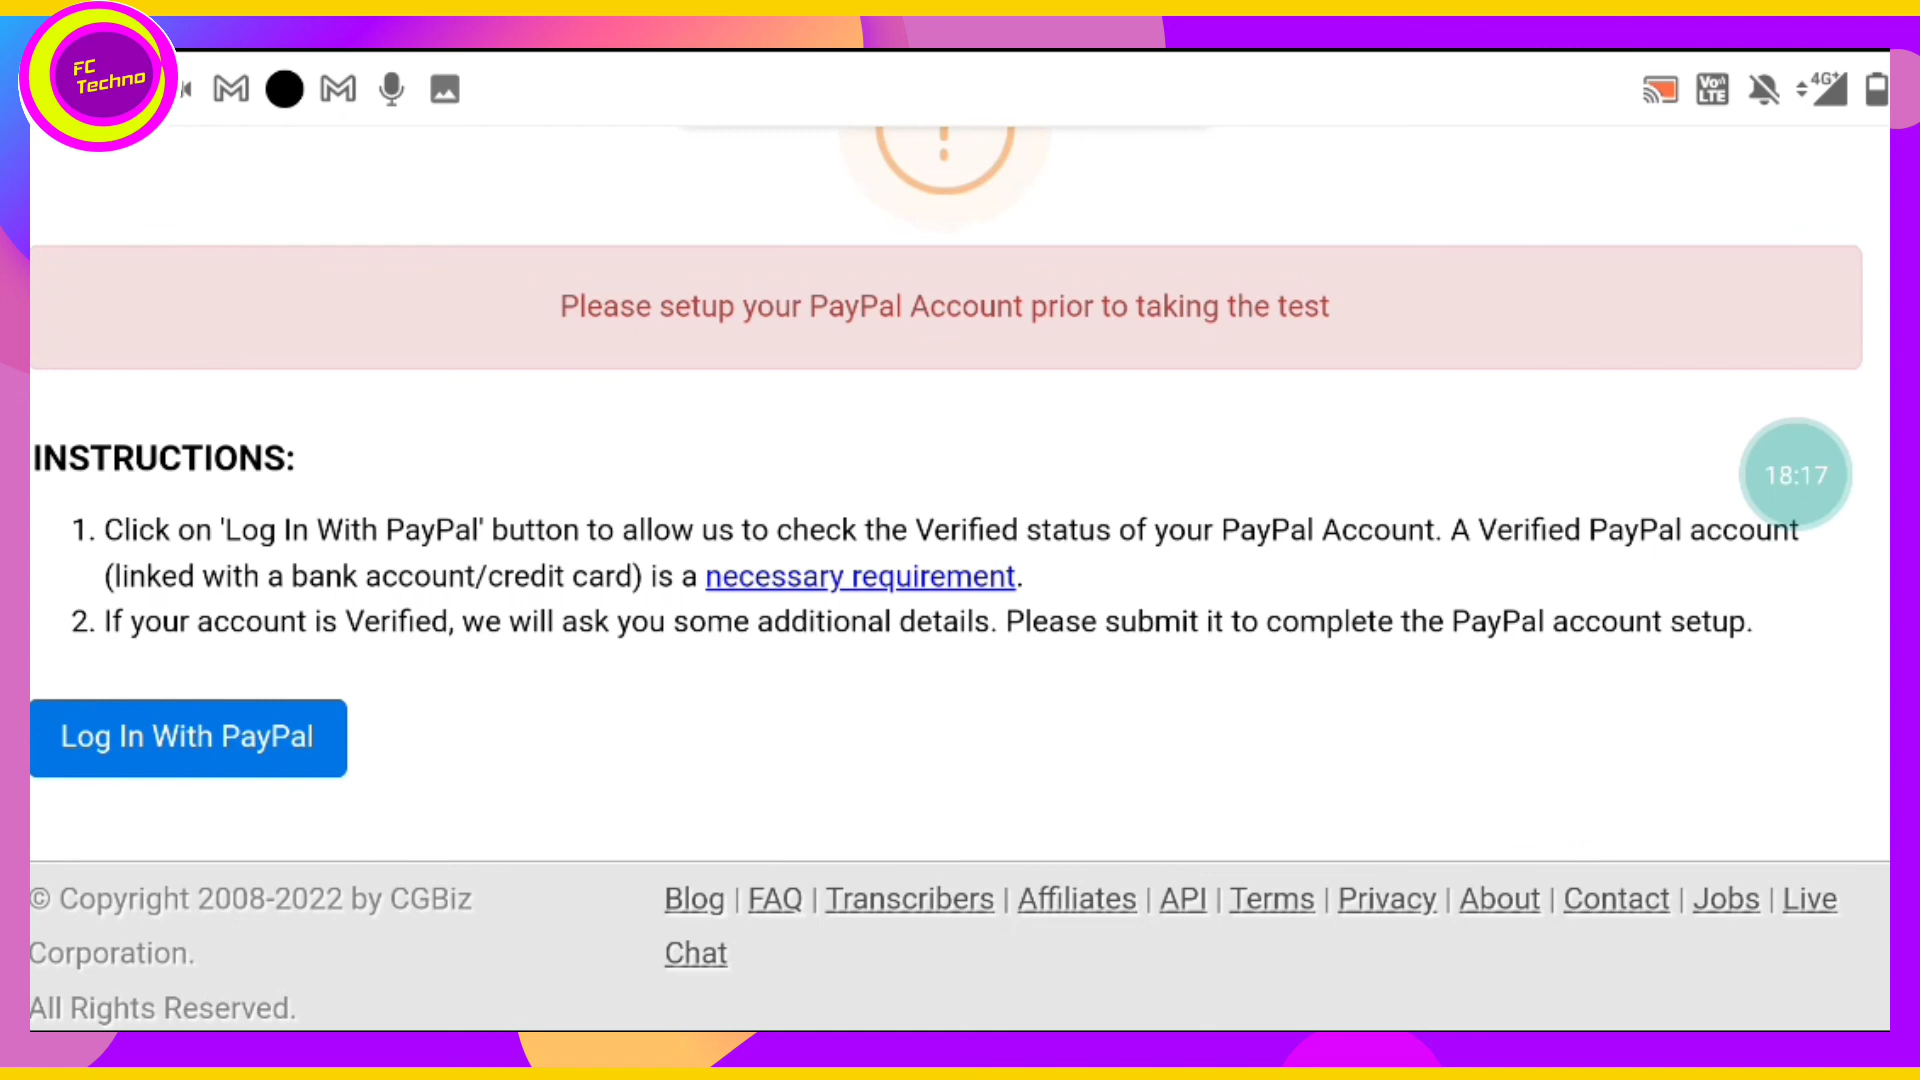 FC
Techno
Vo))
LTE
4G+
Please setup your PayPal Account prior to taking the test
INSTRUCTIONS:
18:17
1. Click on 'Log In With PayPal' button to allow us to check the Verified status of your PayPal Account. A Verified PayPal account
(linked with a bank account/credit card) is a necessary requirement.
2. If your account is Verified, we will ask you some additional details. Please submit it to complete the PayPal account setup.
Log In With PayPal
© Copyright 2008-2022 by CGBiz
Corporation.
All Rights Reserved.
Blog | FAQ | Transcribers | Affiliates | API | Terms | Privacy | About | Contact | Jobs | Live
Chat